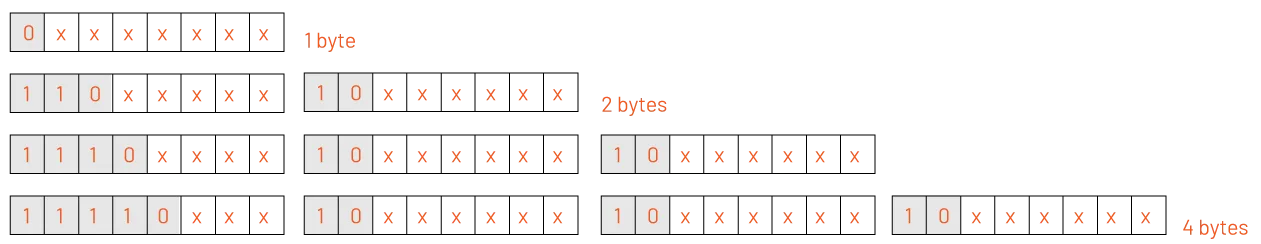 0 x x x x x x x 1 byte
1 1 0 x x x x x 1 0 x x x x x x 2 bytes
1 1 1 0 x x x x 1 0 x x x x x x 1 0 x x x x x x
1 1 1 1 0 x x x 1 0 x x x x x x 1 0 x x x x x x 1 0 x x x x x x 4 bytes